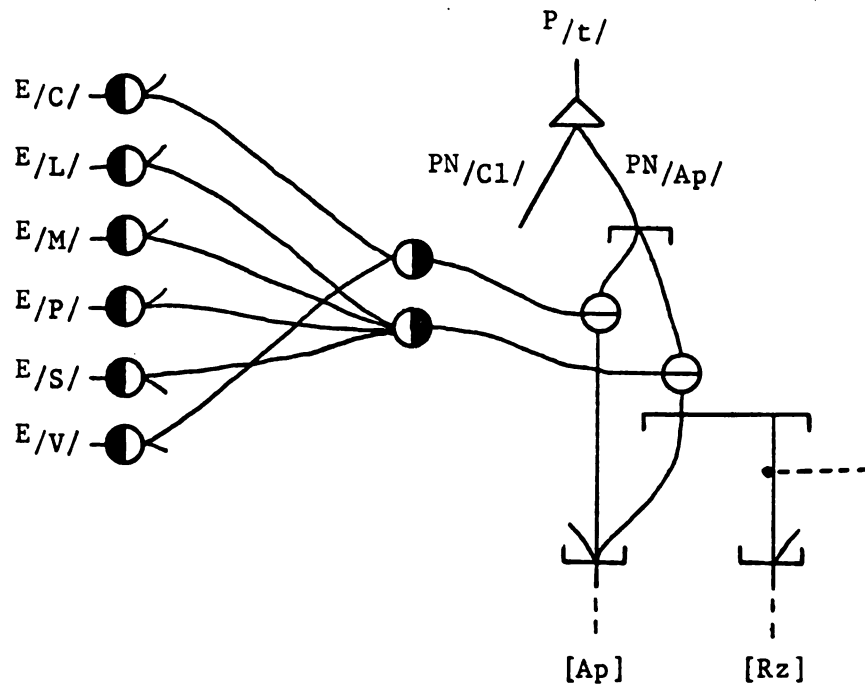 P/t/
E/C/
E/L/
PN/Cl/
PN/Ap/
E/M/
E/P/
E/S/
E/V/
[Ap]
[Rz]